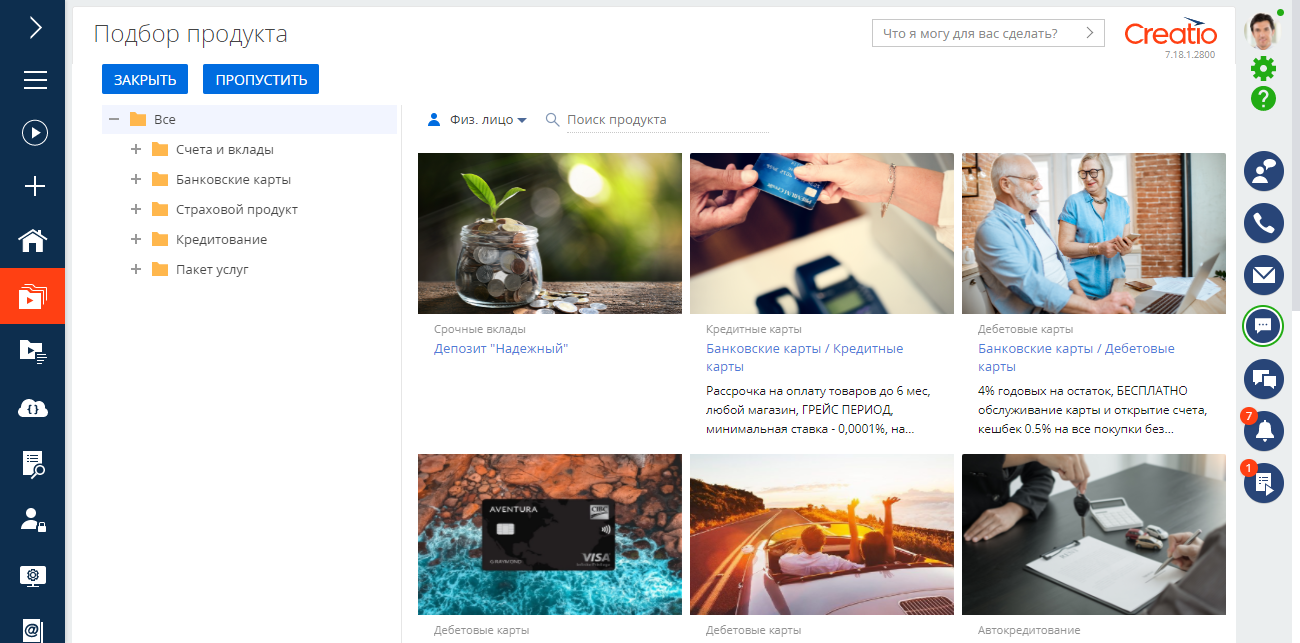 Подбор продукта
Что я могу для вас сделать?
Creatio
7.18.1.2800
ЗАКРЫТЬ
ПРОПУСТИТЬ
Все
Счета и вклады
Банковские карты
Страховой продукт
Кредитование
Пакет услуг
Физ. лицо
Поиск продукта
Срочные вклады
Депозит "Надежный"
Кредитные карты
Банковские карты / Кредитные
карты
Рассрочка на оплату товаров до 6 мес,
любой магазин, ГРЕЙС ПЕРИОД,
минимальная ставка - 0,0001%, на...
Дебетовые карты
Банковские карты / Дебетовые
карты
4% годовых на остаток, БЕСПЛАТНО
обслуживание карты и открытие счета,
кешбек 0.5% на все покупки без...
AVENTURA
CIBC
VISA
Дебетовые карты
Дебетовые карты
Автокредитование
7
1